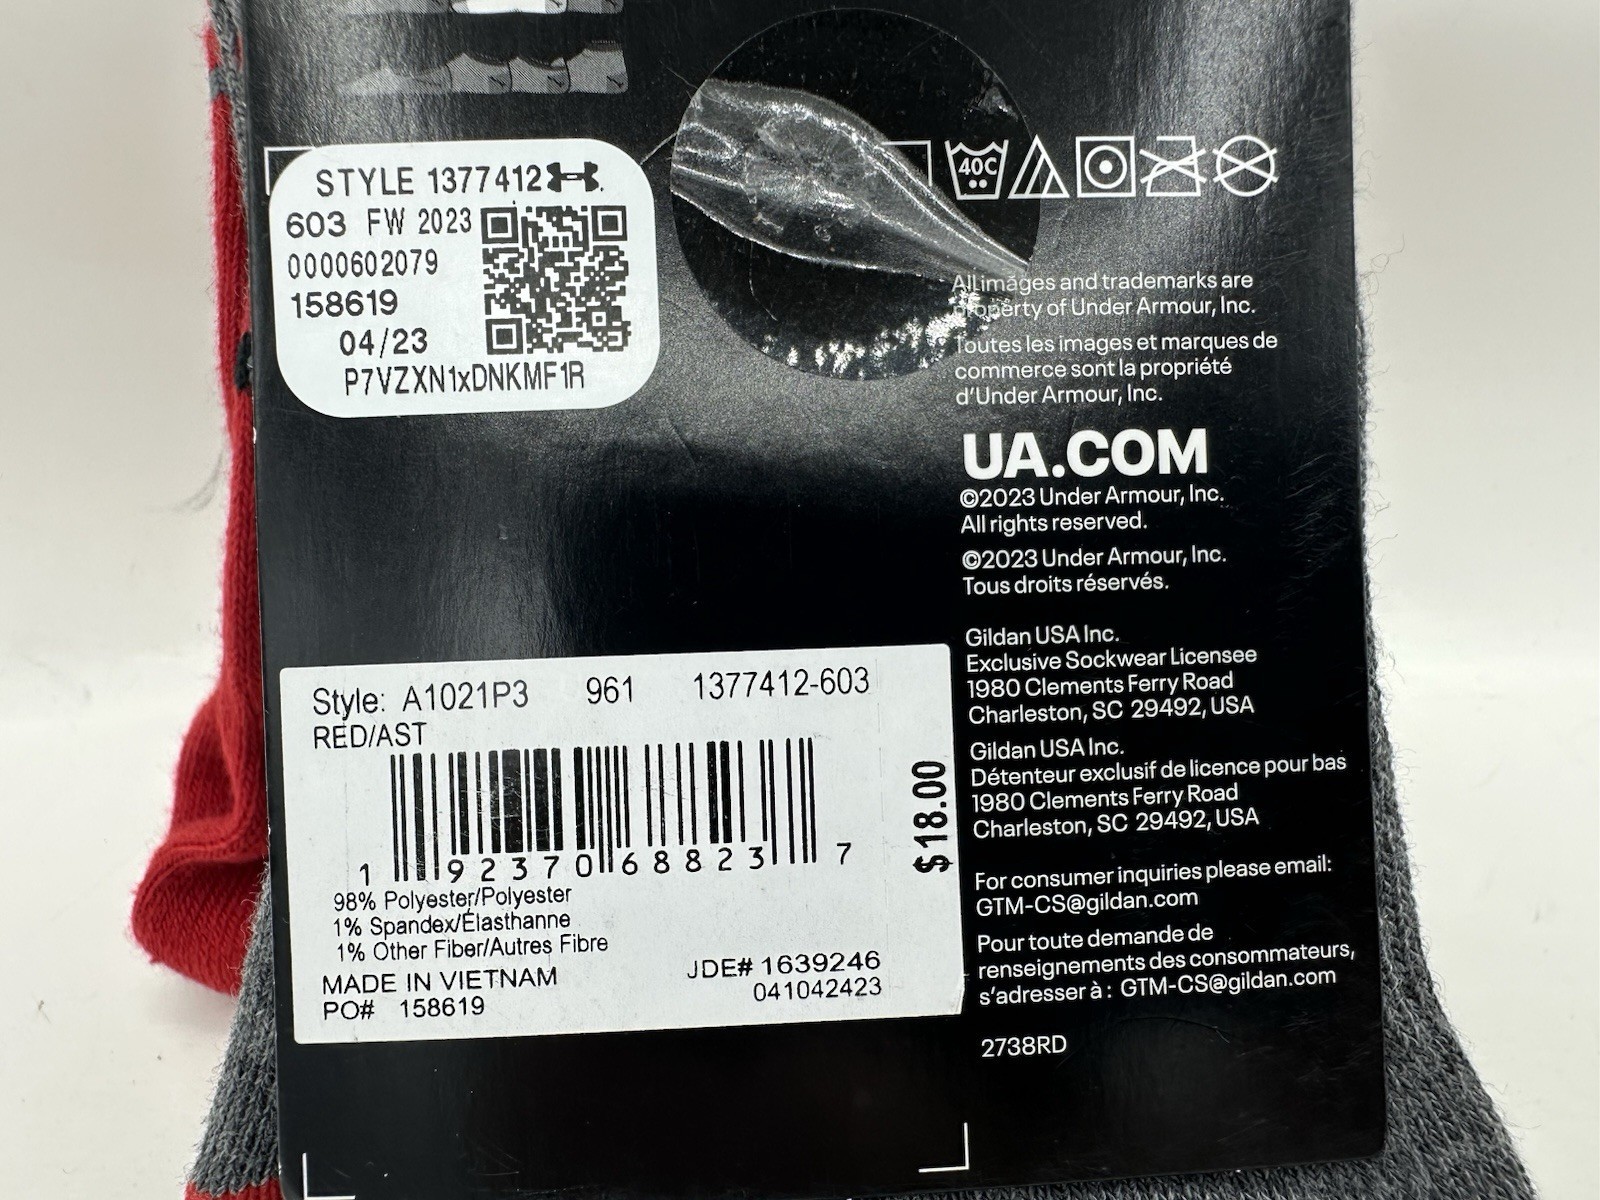 STYLE 1377412
603 FW 2023
0000602079
158619
04/23
P7VZXN1xDNKMF1R
40C
All images and trademarks are
property of Under Armour, Inc.
Toutes les images et marques de
commerce sont la propriété
d'Under Armour, Inc.
UA.COM
©2023 Under Armour, Inc.
All rights reserved.
©2023 Under Armour, Inc.
Tous droits réservés.
Gildan USA Inc.
Exclusive Sockwear Licensee
1980 Clements Ferry Road
Charleston, SC 29492, USA
Gildan USA Inc.
Détenteur exclusif de licence pour bas
1980 Clements Ferry Road
Charleston, SC 29492, USA
For consumer inquiries please email:
GTM-CS@gildan.com
Pour toute demande de
renseignements des consommateurs,
s'adresser à : GTM-CS@gildan.com
2738RD
Style: A1021P3 961 1377412-603
RED/AST
1 92370 68823 7
$18.00
98% Polyester/Polyester
1% Spandex/Élasthanne
1% Other Fiber/Autres Fibre
MADE IN VIETNAM
PO# 158619
JDE# 1639246
041042423